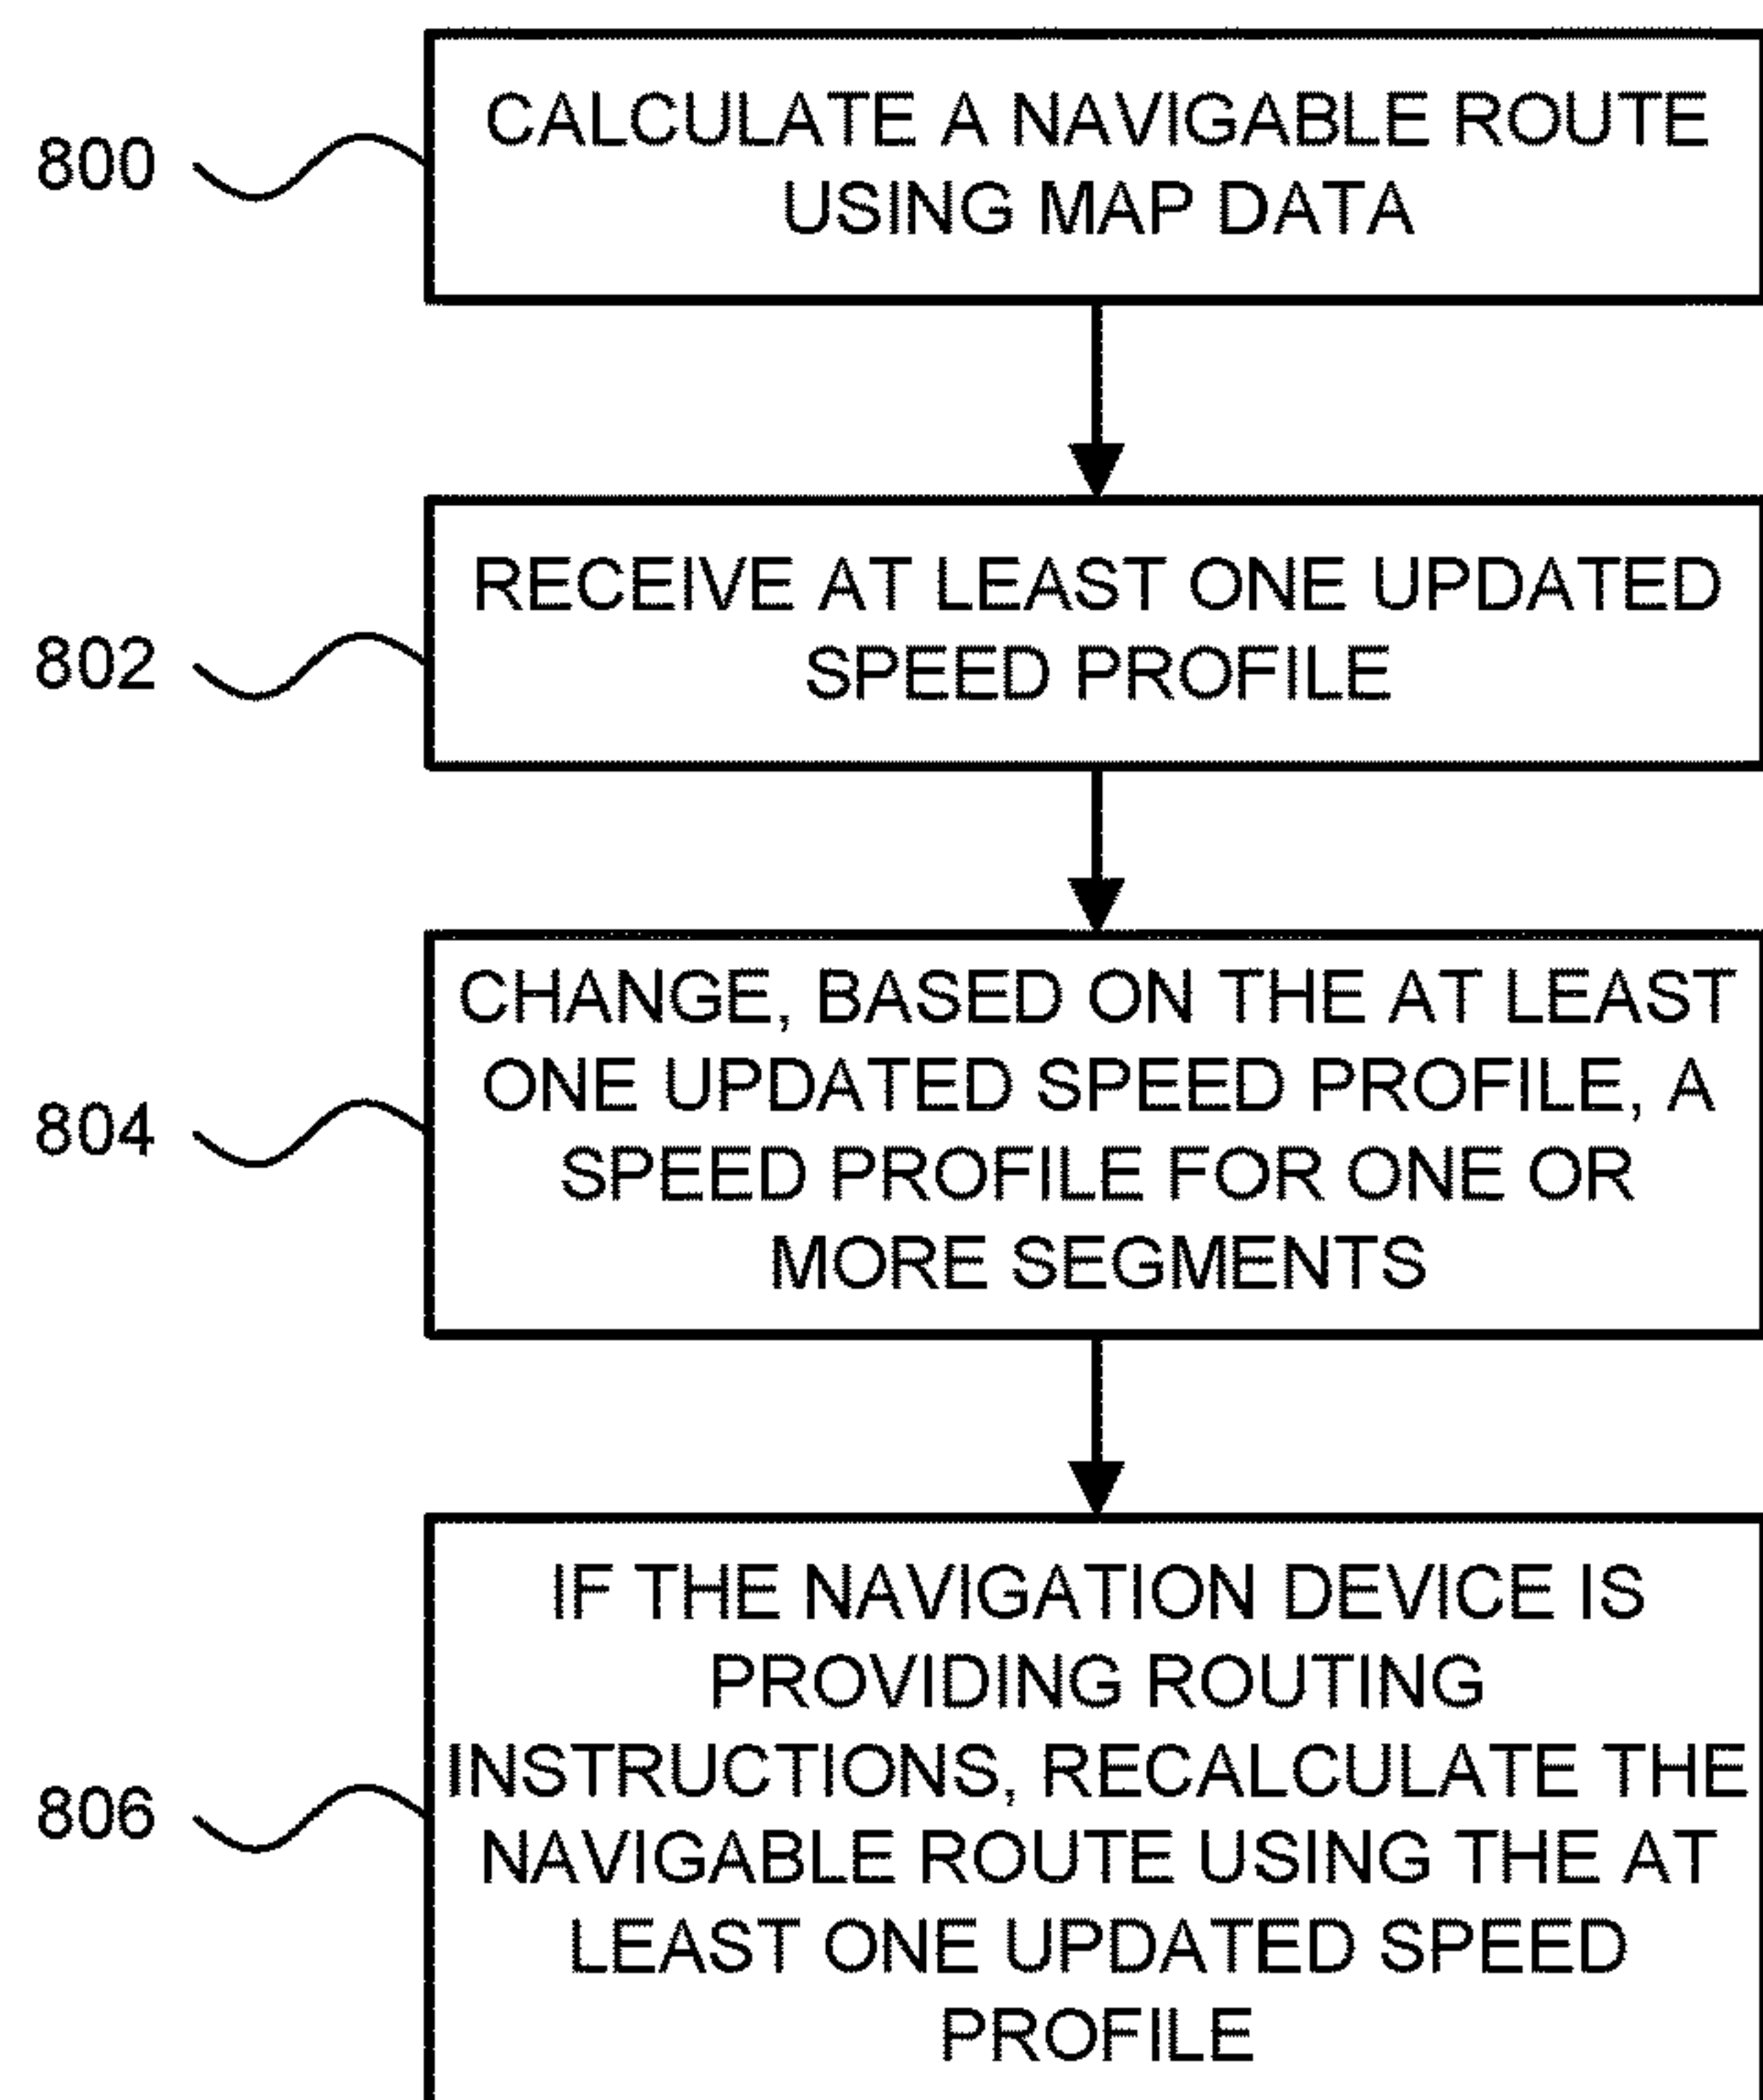 800
CALCULATE A NAVIGABLE ROUTE
USING MAP DATA
802
RECEIVE AT LEAST ONE UPDATED
SPEED PROFILE
804
CHANGE, BASED ON THE AT LEAST
ONE UPDATED SPEED PROFILE, A
SPEED PROFILE FOR ONE OR
MORE SEGMENTS
806
IF THE NAVIGATION DEVICE IS
PROVIDING ROUTING
INSTRUCTIONS, RECALCULATE THE
NAVIGABLE ROUTE USING THE AT
LEAST ONE UPDATED SPEED
PROFILE